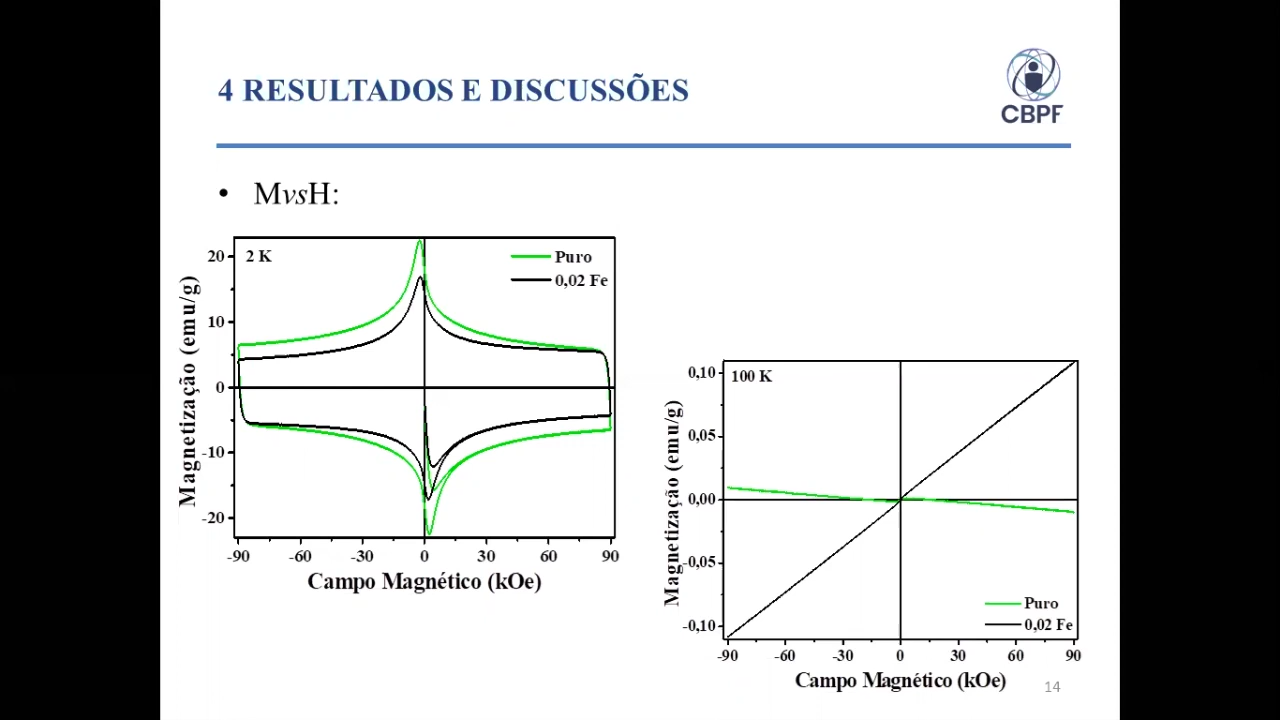 4 RESULTADOS E DISCUSSÕES
CBPF
• MvsH:
2 K
Puro
0,02 Fe
20
10
0
-10
-20
Magnetização (emu/g)
-90 -60 -30 0 30 60 90
Campo Magnético (kOe)
100 K
0,10
0,05
0,00
-0,05
-0,10
Magnetização (emu/g)
Puro
0,02 Fe
-90 -60 -30 0 30 60 90
Campo Magnético (kOe)
14